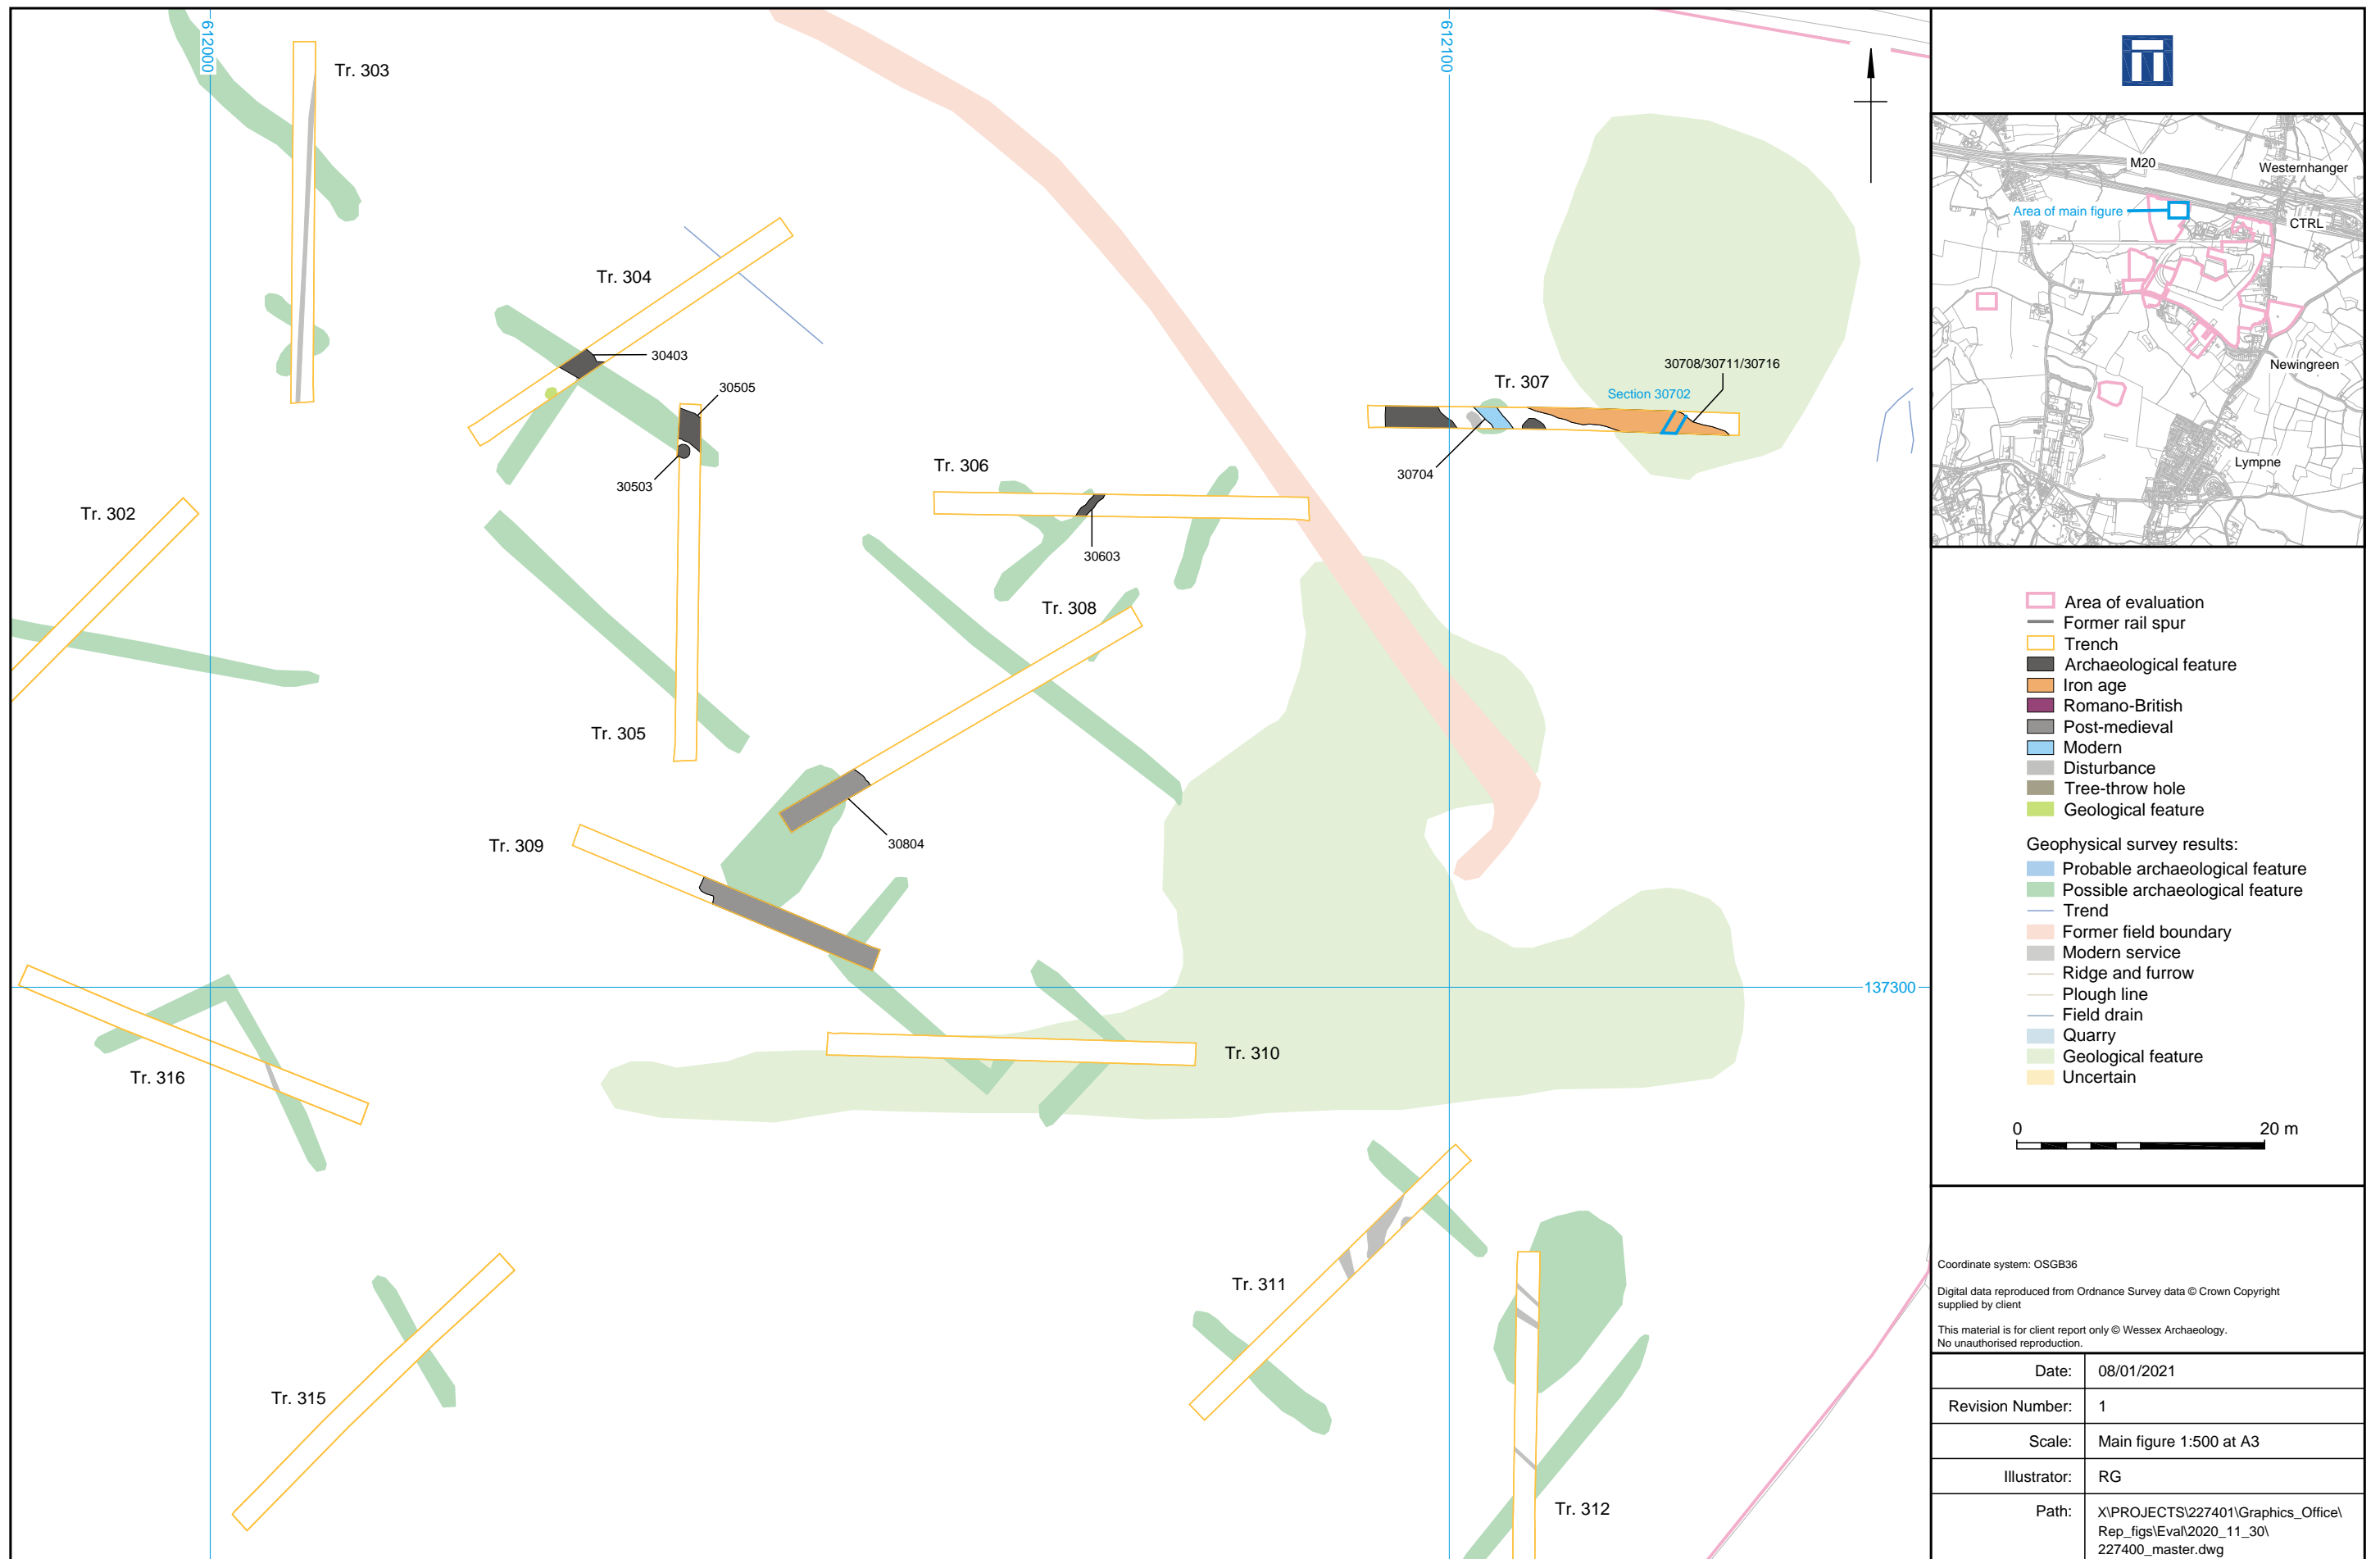 612000
612100
Tr. 303
Tr. 304
30403
30505
30503
Tr. 302
Tr. 305
Tr. 306
30603
Tr. 307
Section 30702
30708/30711/30716
30704
Tr. 308
30804
Tr. 309
137300
Tr. 310
Tr. 316
Tr. 311
Tr. 315
Tr. 312
M20
Westernhanger
Area of main figure
CTRL
Newingreen
Lympne
Area of evaluation
Former rail spur
Trench
Archaeological feature
Iron age
Romano-British
Post-medieval
Modern
Disturbance
Tree-throw hole
Geological feature
Geophysical survey results:
Probable archaeological feature
Possible archaeological feature
Trend
Former field boundary
Modern service
Ridge and furrow
Plough line
Field drain
Quarry
Geological feature
Uncertain
0 20 m
Coordinate system: OSGB36
Digital data reproduced from Ordnance Survey data © Crown Copyright
supplied by client
This material is for client report only © Wessex Archaeology.
No unauthorised reproduction.
Date: 08/01/2021
Revision Number: 1
Scale: Main figure 1:500 at A3
Illustrator: RG
Path: X\PROJECTS\227401\Graphics_Office\
Rep_figs\Eval\2020_11_30\
227400_master.dwg